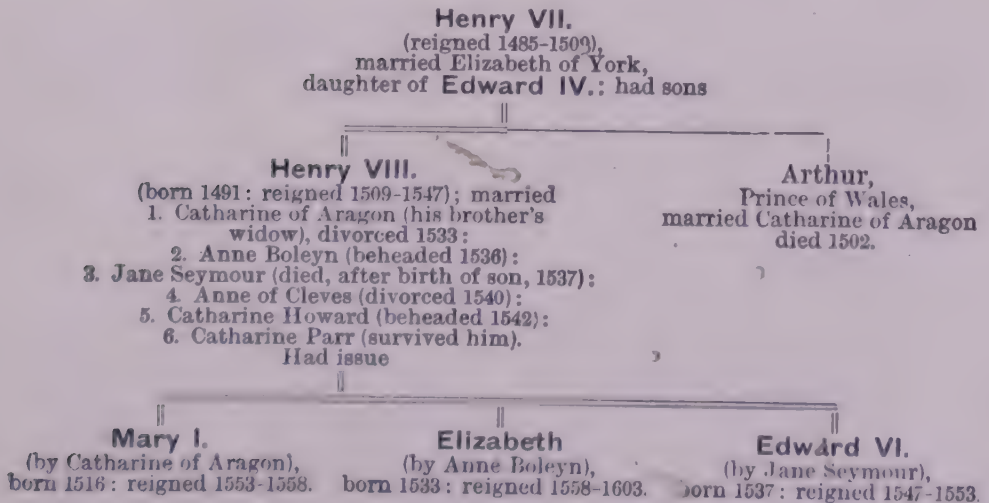 Henry VII.
(reigned 1485-1509),
married Elizabeth of York,
daughter of Edward IV.: had sons
Henry VIII.
(born 1491: reigned 1509-1547); married
1. Catharine of Aragon (his brother's
widow), divorced 1533:
2. Anne Boleyn (beheaded 1536):
3. Jane Seymour (died, after birth of son, 1537):
4. Anne of Cleves (divorced 1540):
5. Catharine Howard (beheaded 1542):
6. Catharine Parr (survived him).
Had issue
Arthur,
Prince of Wales,
married Catharine of Aragon
died 1502.
Mary I.
(by Catharine of Aragon),
born 1516: reigned 1553-1558.
Elizabeth
(by Anne Boleyn),
born 1533: reigned 1558-1603.
Edward VI.
(by Jane Seymour),
born 1537: reigned 1547-1553.